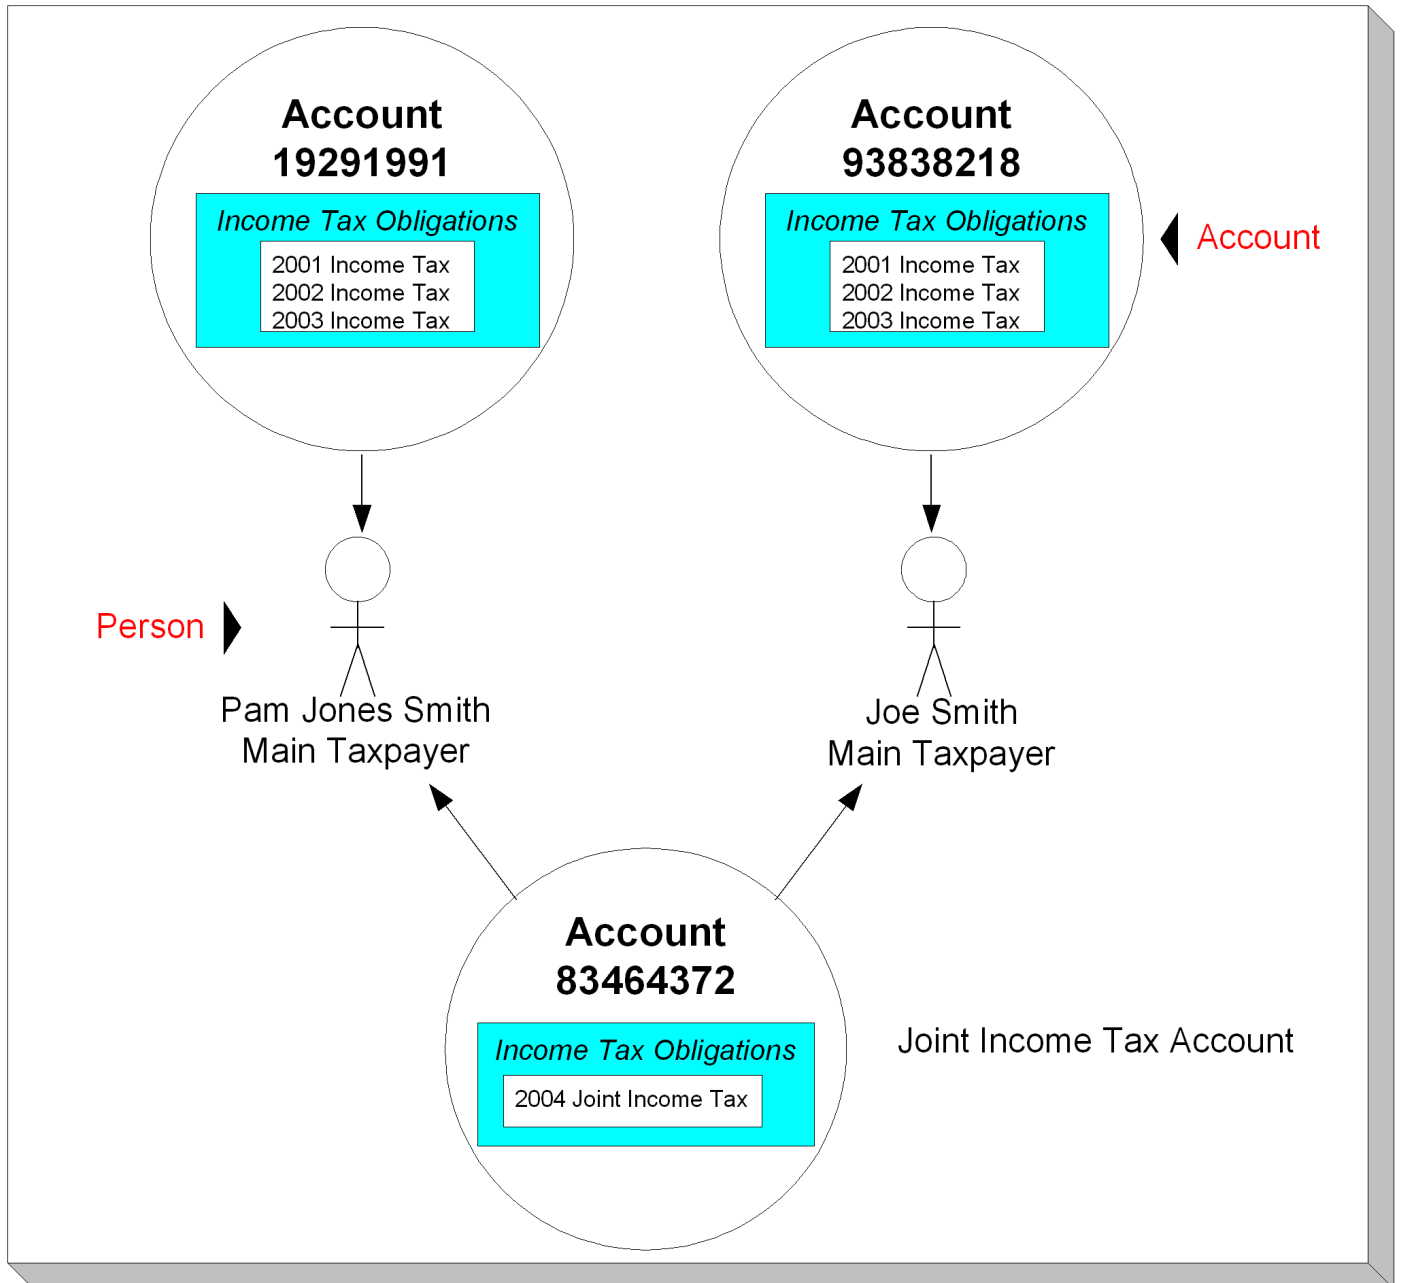 Account
19291991
Income Tax Obligations
2001 Income Tax
2002 Income Tax
2003 Income Tax
Account
93838218
Income Tax Obligations
2001 Income Tax
2002 Income Tax
2003 Income Tax
Account
Person
Pam Jones Smith
Main Taxpayer
Joe Smith
Main Taxpayer
Account
83464372
Income Tax Obligations
2004 Joint Income Tax
Joint Income Tax Account